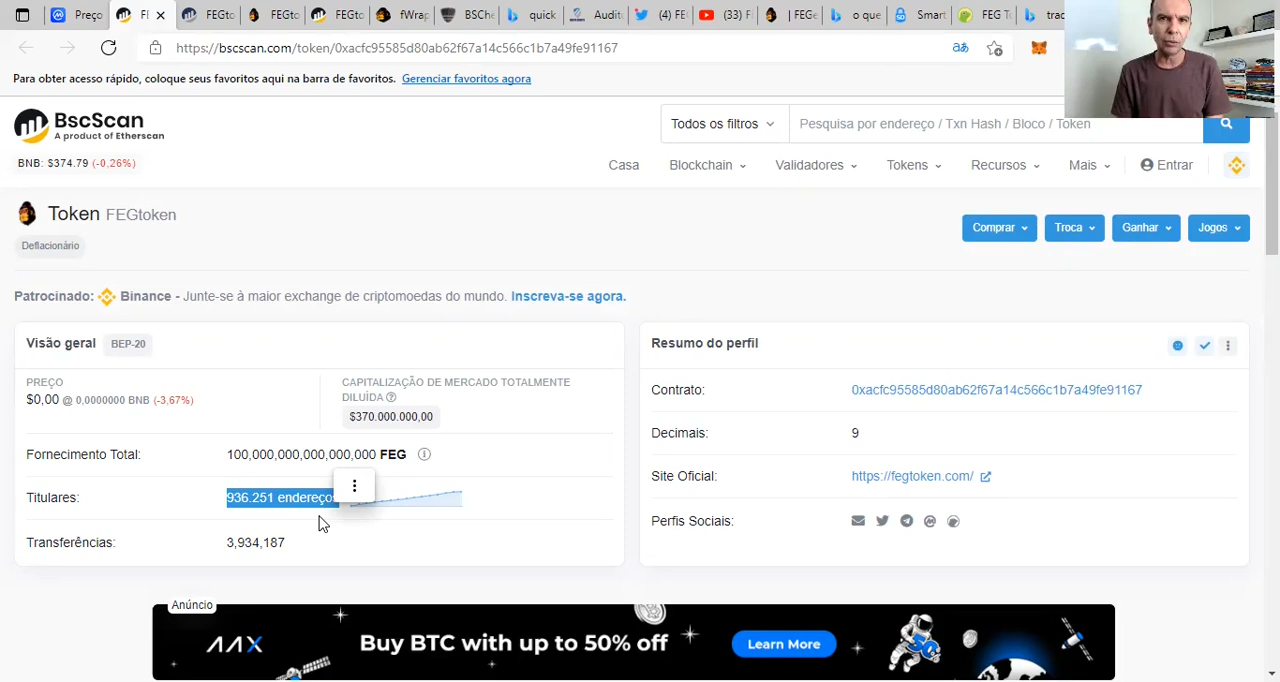 Preço
FE
FEGto
FEGto
FEGto
fWrap
BSChe
quick
Audit
(4) FE
(33) F
FEGe
o que
Smart
FEG T
trac
https://bscscan.com/token/0xacfc95585d80ab62f67a14c566c1b7a49fe91167
aあ
Para obter acesso rápido, coloque seus favoritos aqui na barra de favoritos. Gerenciar favoritos agora
BscScan
A product of Etherscan
Todos os filtros
Pesquisa por endereço / Txn Hash / Bloco / Token
BNB: $374.79 (-0,26%)
Casa Blockchain Validadores Tokens Recursos Mais Entrar
Token FEGtoken
Deflacionário
Comprar Troca Ganhar Jogos
Patrocinado: Binance - Junte-se à maior exchange de criptomoedas do mundo. Inscreva-se agora.
Visão geral BEP-20
PREÇO
$0,00 @ 0,0000000 BNB (-3,67%)
CAPITALIZAÇÃO DE MERCADO TOTALMENTE
DILUÍDA
$370.000.000,00
Fornecimento Total: 100,000,000,000,000,000 FEG
Titulares: 936.251 endereço
Transferências: 3,934,187
Resumo do perfil
Contrato: 0xacfc95585d80ab62f67a14c566c1b7a49fe91167
Decimais: 9
Site Oficial: https://fegtoken.com/
Perfis Sociais:
Anúncio
AAX
Buy BTC with up to 50% off
Learn More